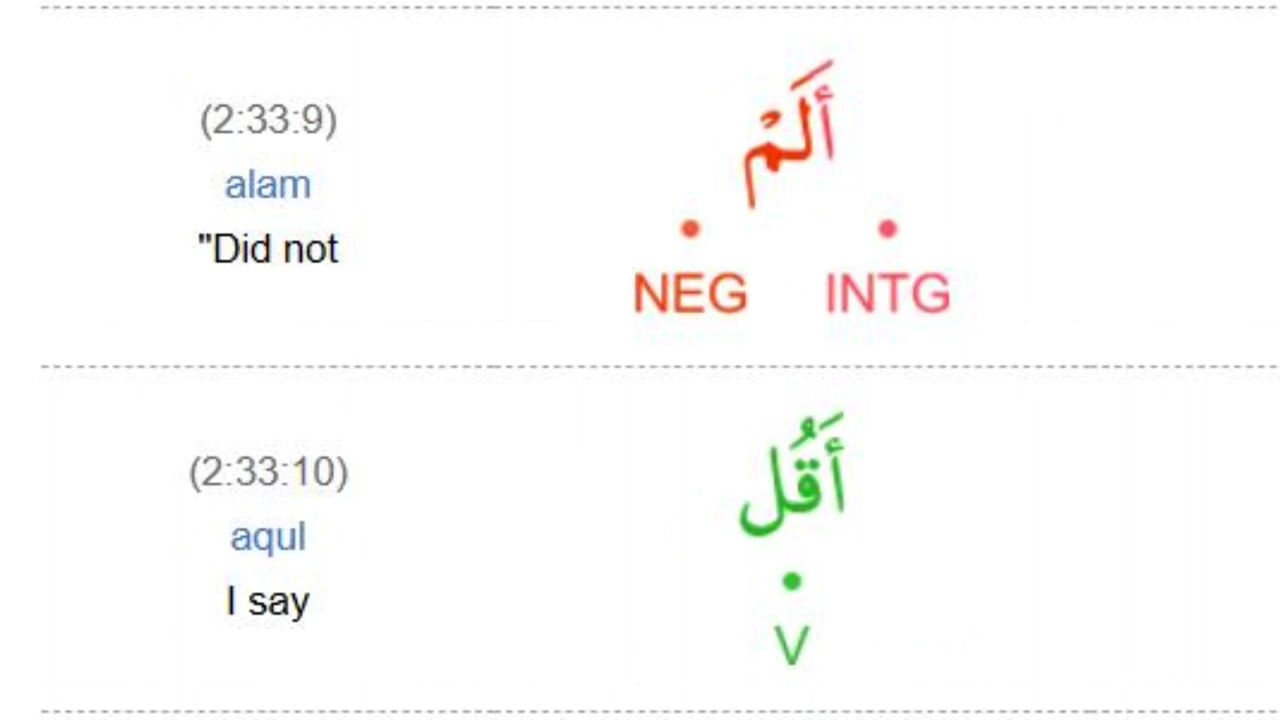 (2:33:9)
alam
"Did not
أَلَمْ
NEG INTG
(2:33:10)
aqul
I say
أَقُل
V